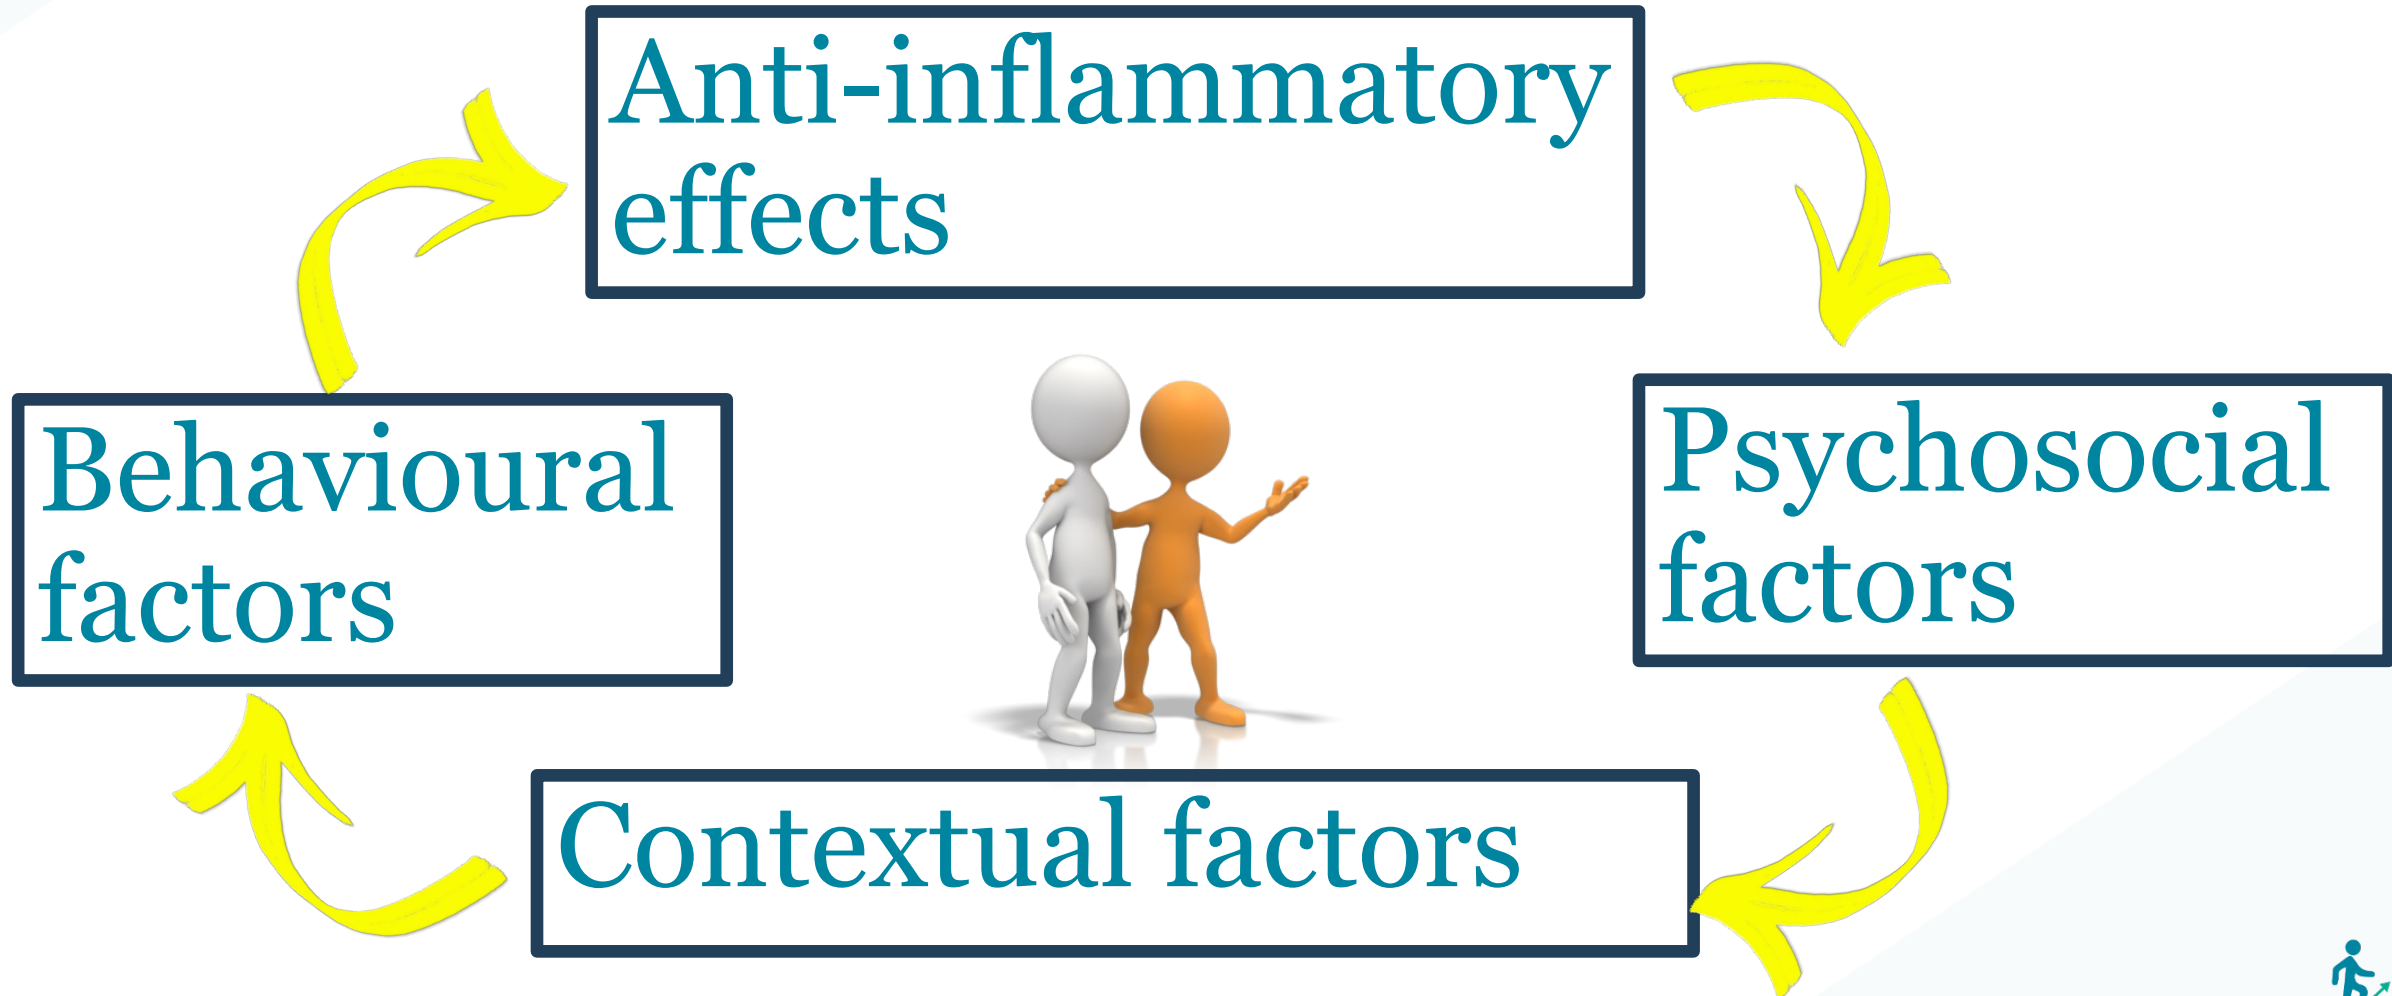 Anti-inflammatory
effects
Behavioural
factors
Psychosocial
factors
Contextual factors